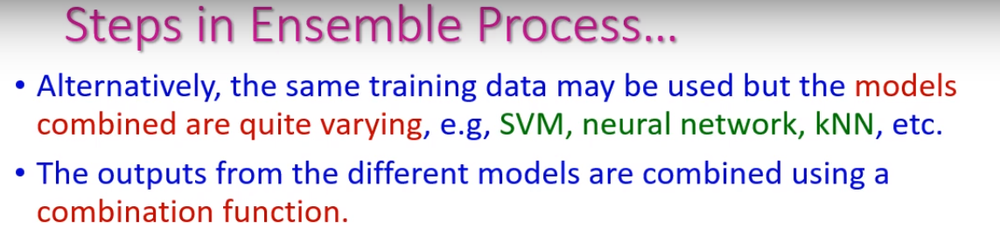 Steps in Ensemble Process...
• Alternatively, the same training data may be used but the models
combined are quite varying, e.g, SVM, neural network, kNN, etc.
• The outputs from the different models are combined using a
combination function.